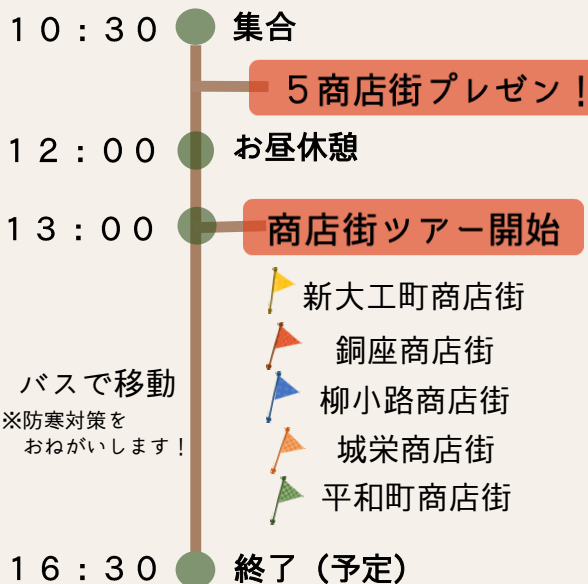 10:30 集合
5商店街プレゼン！
12:00 お昼休憩
13:00 商店街ツアー開始
新大工町商店街
銅座商店街
バスで移動
柳小路商店街
※防寒対策を
おねがいします！
城栄商店街
平和町商店街
16:30 終了（予定）